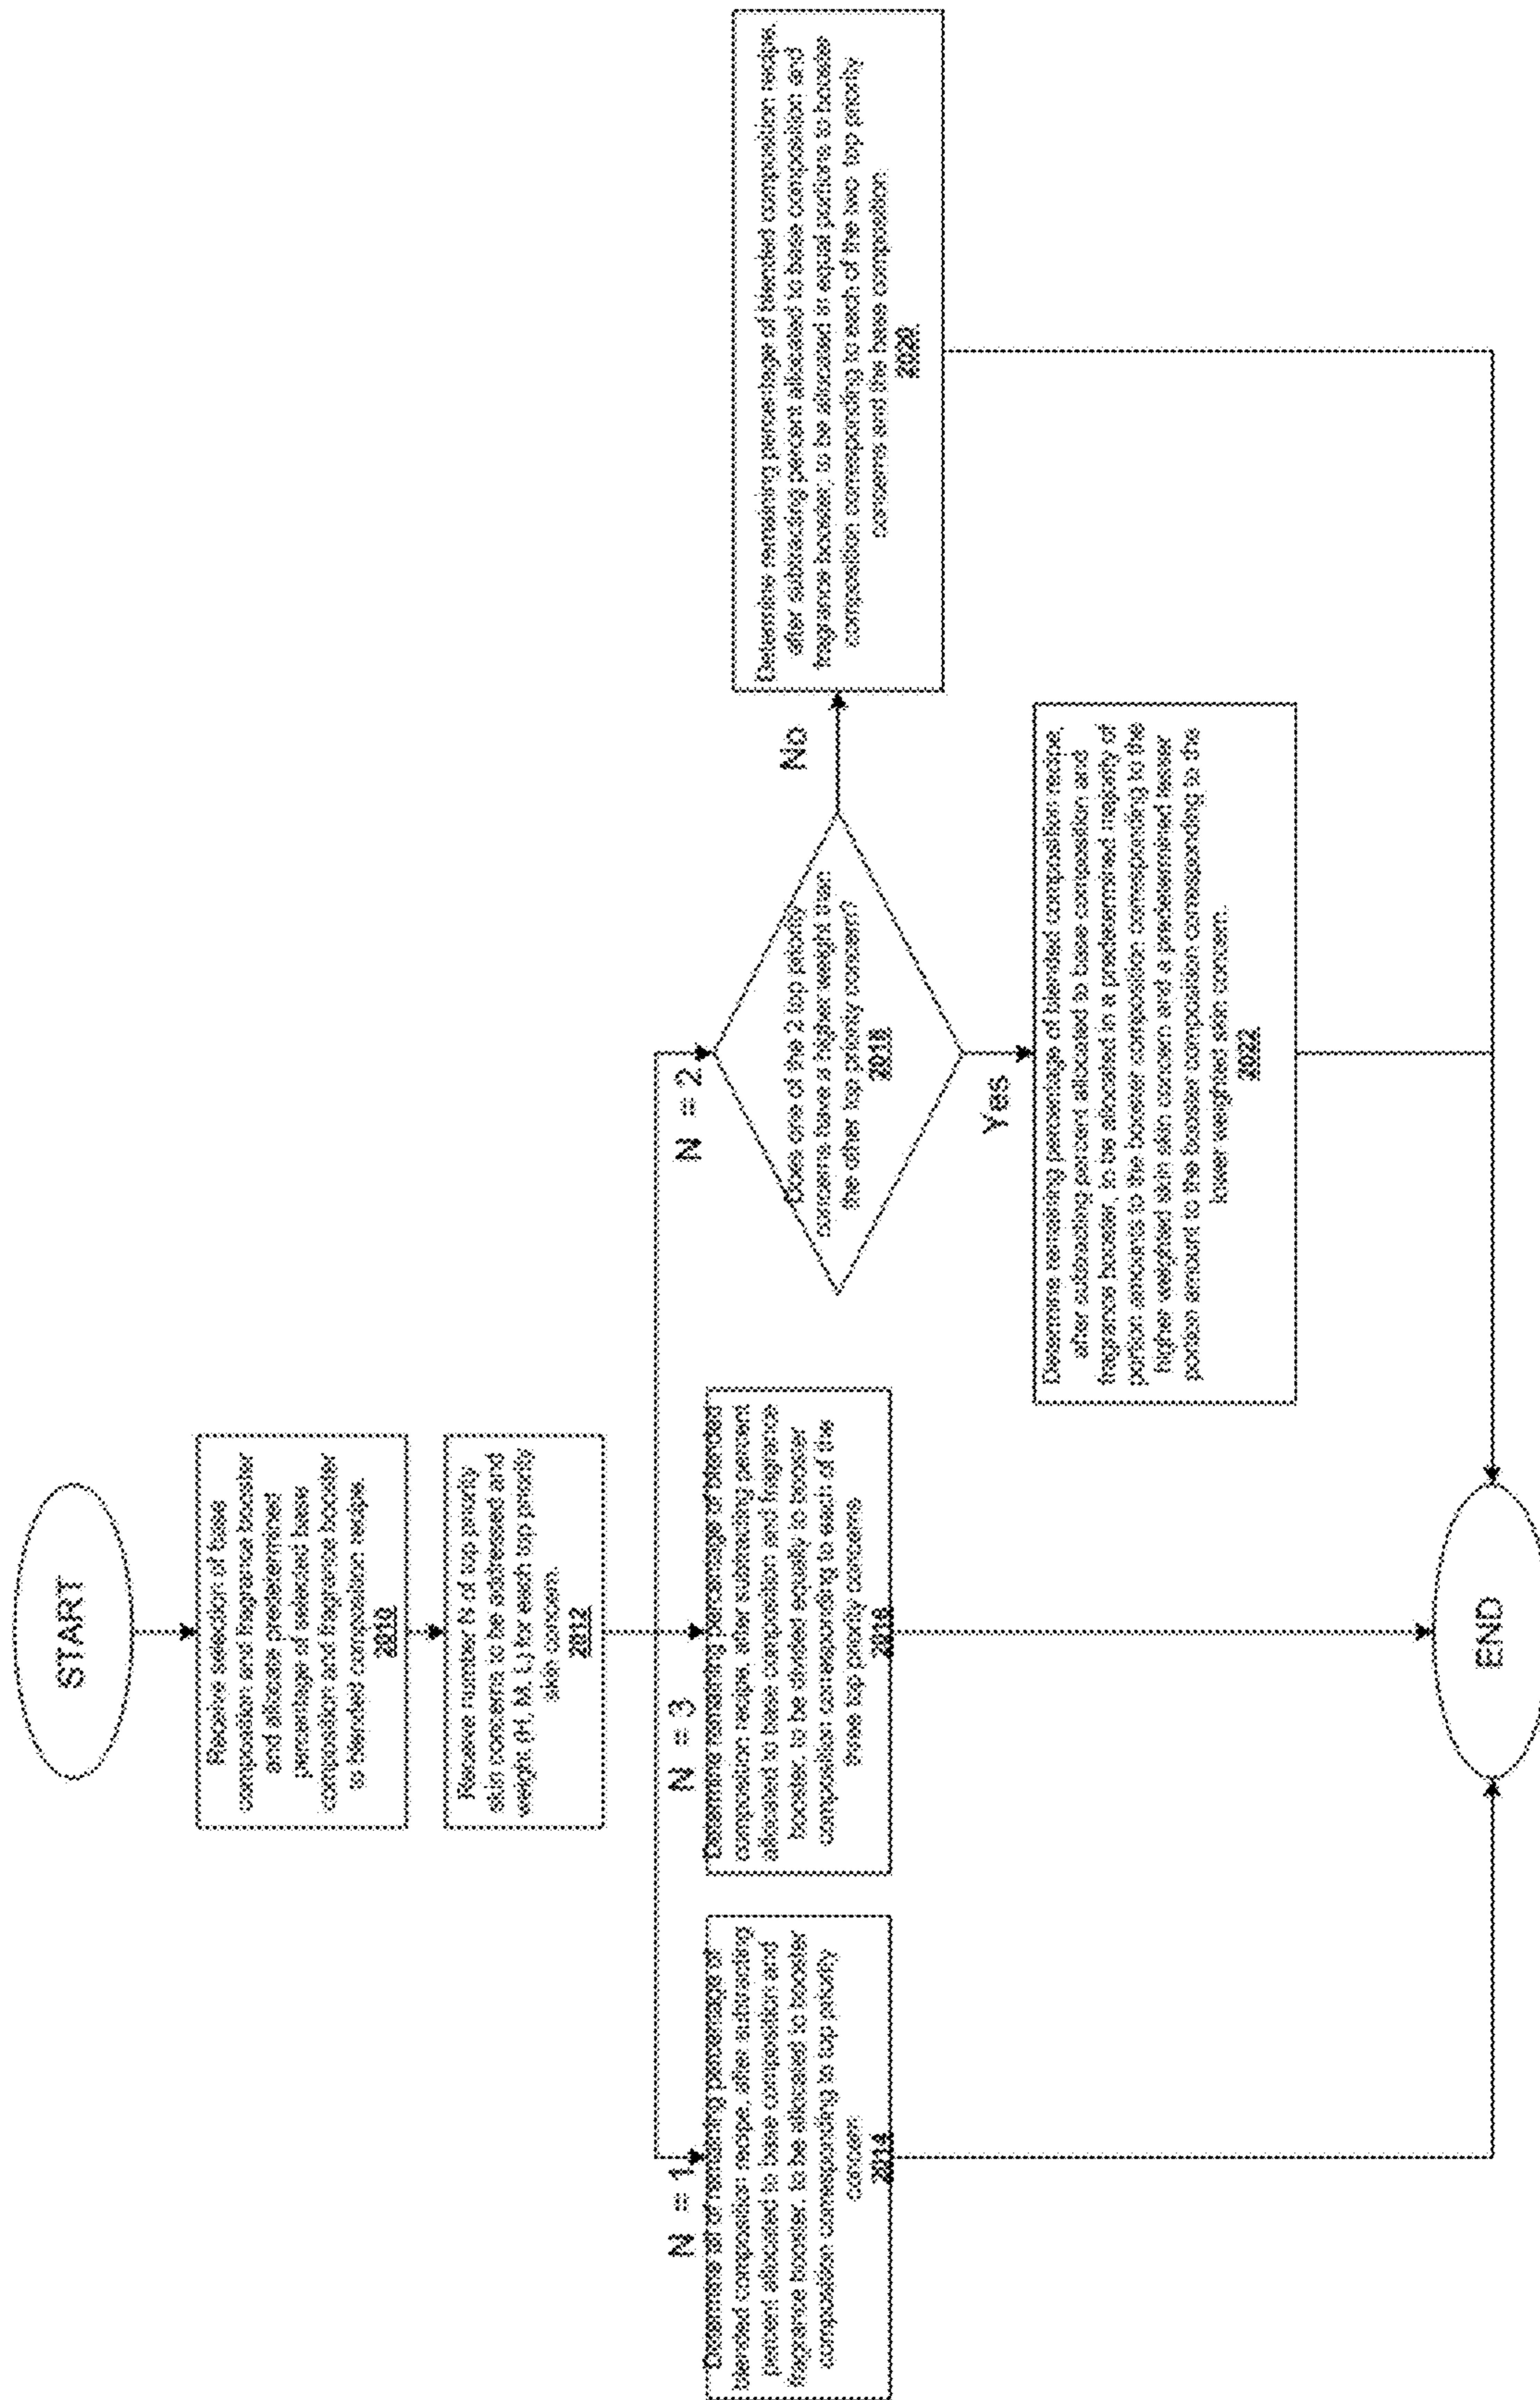 START
Receive selection of base
composition and fragrance booster
and allocate predetermined
percentage of selected base
composition and fragrance booster
to blended composition recipe.
2010
Receive number N of top priority
skin concerns to be addressed and
weight (H, M, L) for each top priority
skin concern.
2012
N = 1
Determine all of remaining percentage of
blended composition recipe, after subtracting
percent allocated to base composition and
fragrance booster, to be allocated to booster
composition corresponding to top priority
concern
2014
N = 3
Determine remaining percentage of blended
composition recipe, after subtracting percent
allocated to base composition and fragrance
booster, to be divided equally to booster
composition corresponding to each of the
three top priority concerns
2016
N = 2
Does one of the 2 top priority
concerns have a higher weight than
the other top priority concern?
2018
No
Determine remaining percentage of blended composition recipe,
after subtracting percent allocated to base composition and
fragrance booster, to be allocated in equal portions to booster
composition corresponding to each of the two top priority
concerns and the base composition
2020
Yes
Determine remaining percentage of blended composition recipe,
after subtracting percent allocated to base composition and
fragrance booster, to be allocated in a predetermined majority of
portion amounts to the booster composition corresponding to the
higher weighted skin concern and a predetermined lesser
portion amount to the booster composition corresponding to the
lower weighted skin concern.
2022
END